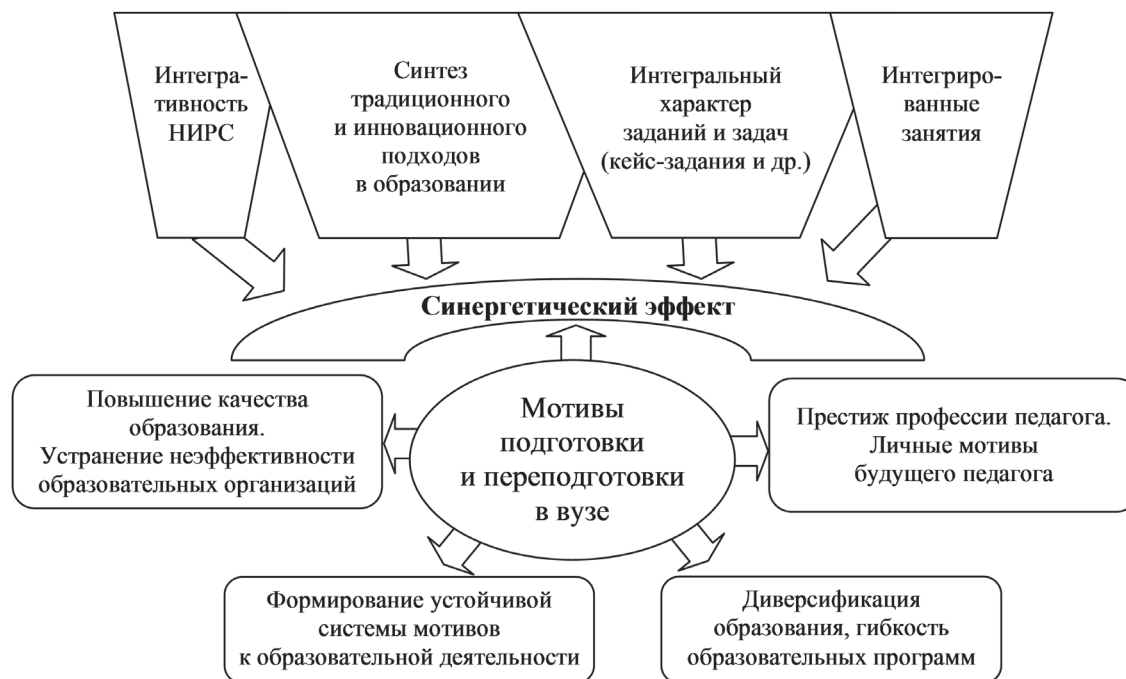 Интегра-
тивность
НИРС
Синтез
традиционного
и инновационного
подходов
в образовании
Интегральный
характер
заданий и задач
(кейс-задания и др.)
Интегриро-
ванные
занятия
Синергетический эффект
Повышение качества
образования.
Устранение неэффективности
образовательных организаций
Мотивы
подготовки
и переподготовки
в вузе
Престиж профессии педагога.
Личные мотивы
будущего педагога
Формирование устойчивой
системы мотивов
к образовательной деятельности
Диверсификация
образования, гибкость
образовательных программ